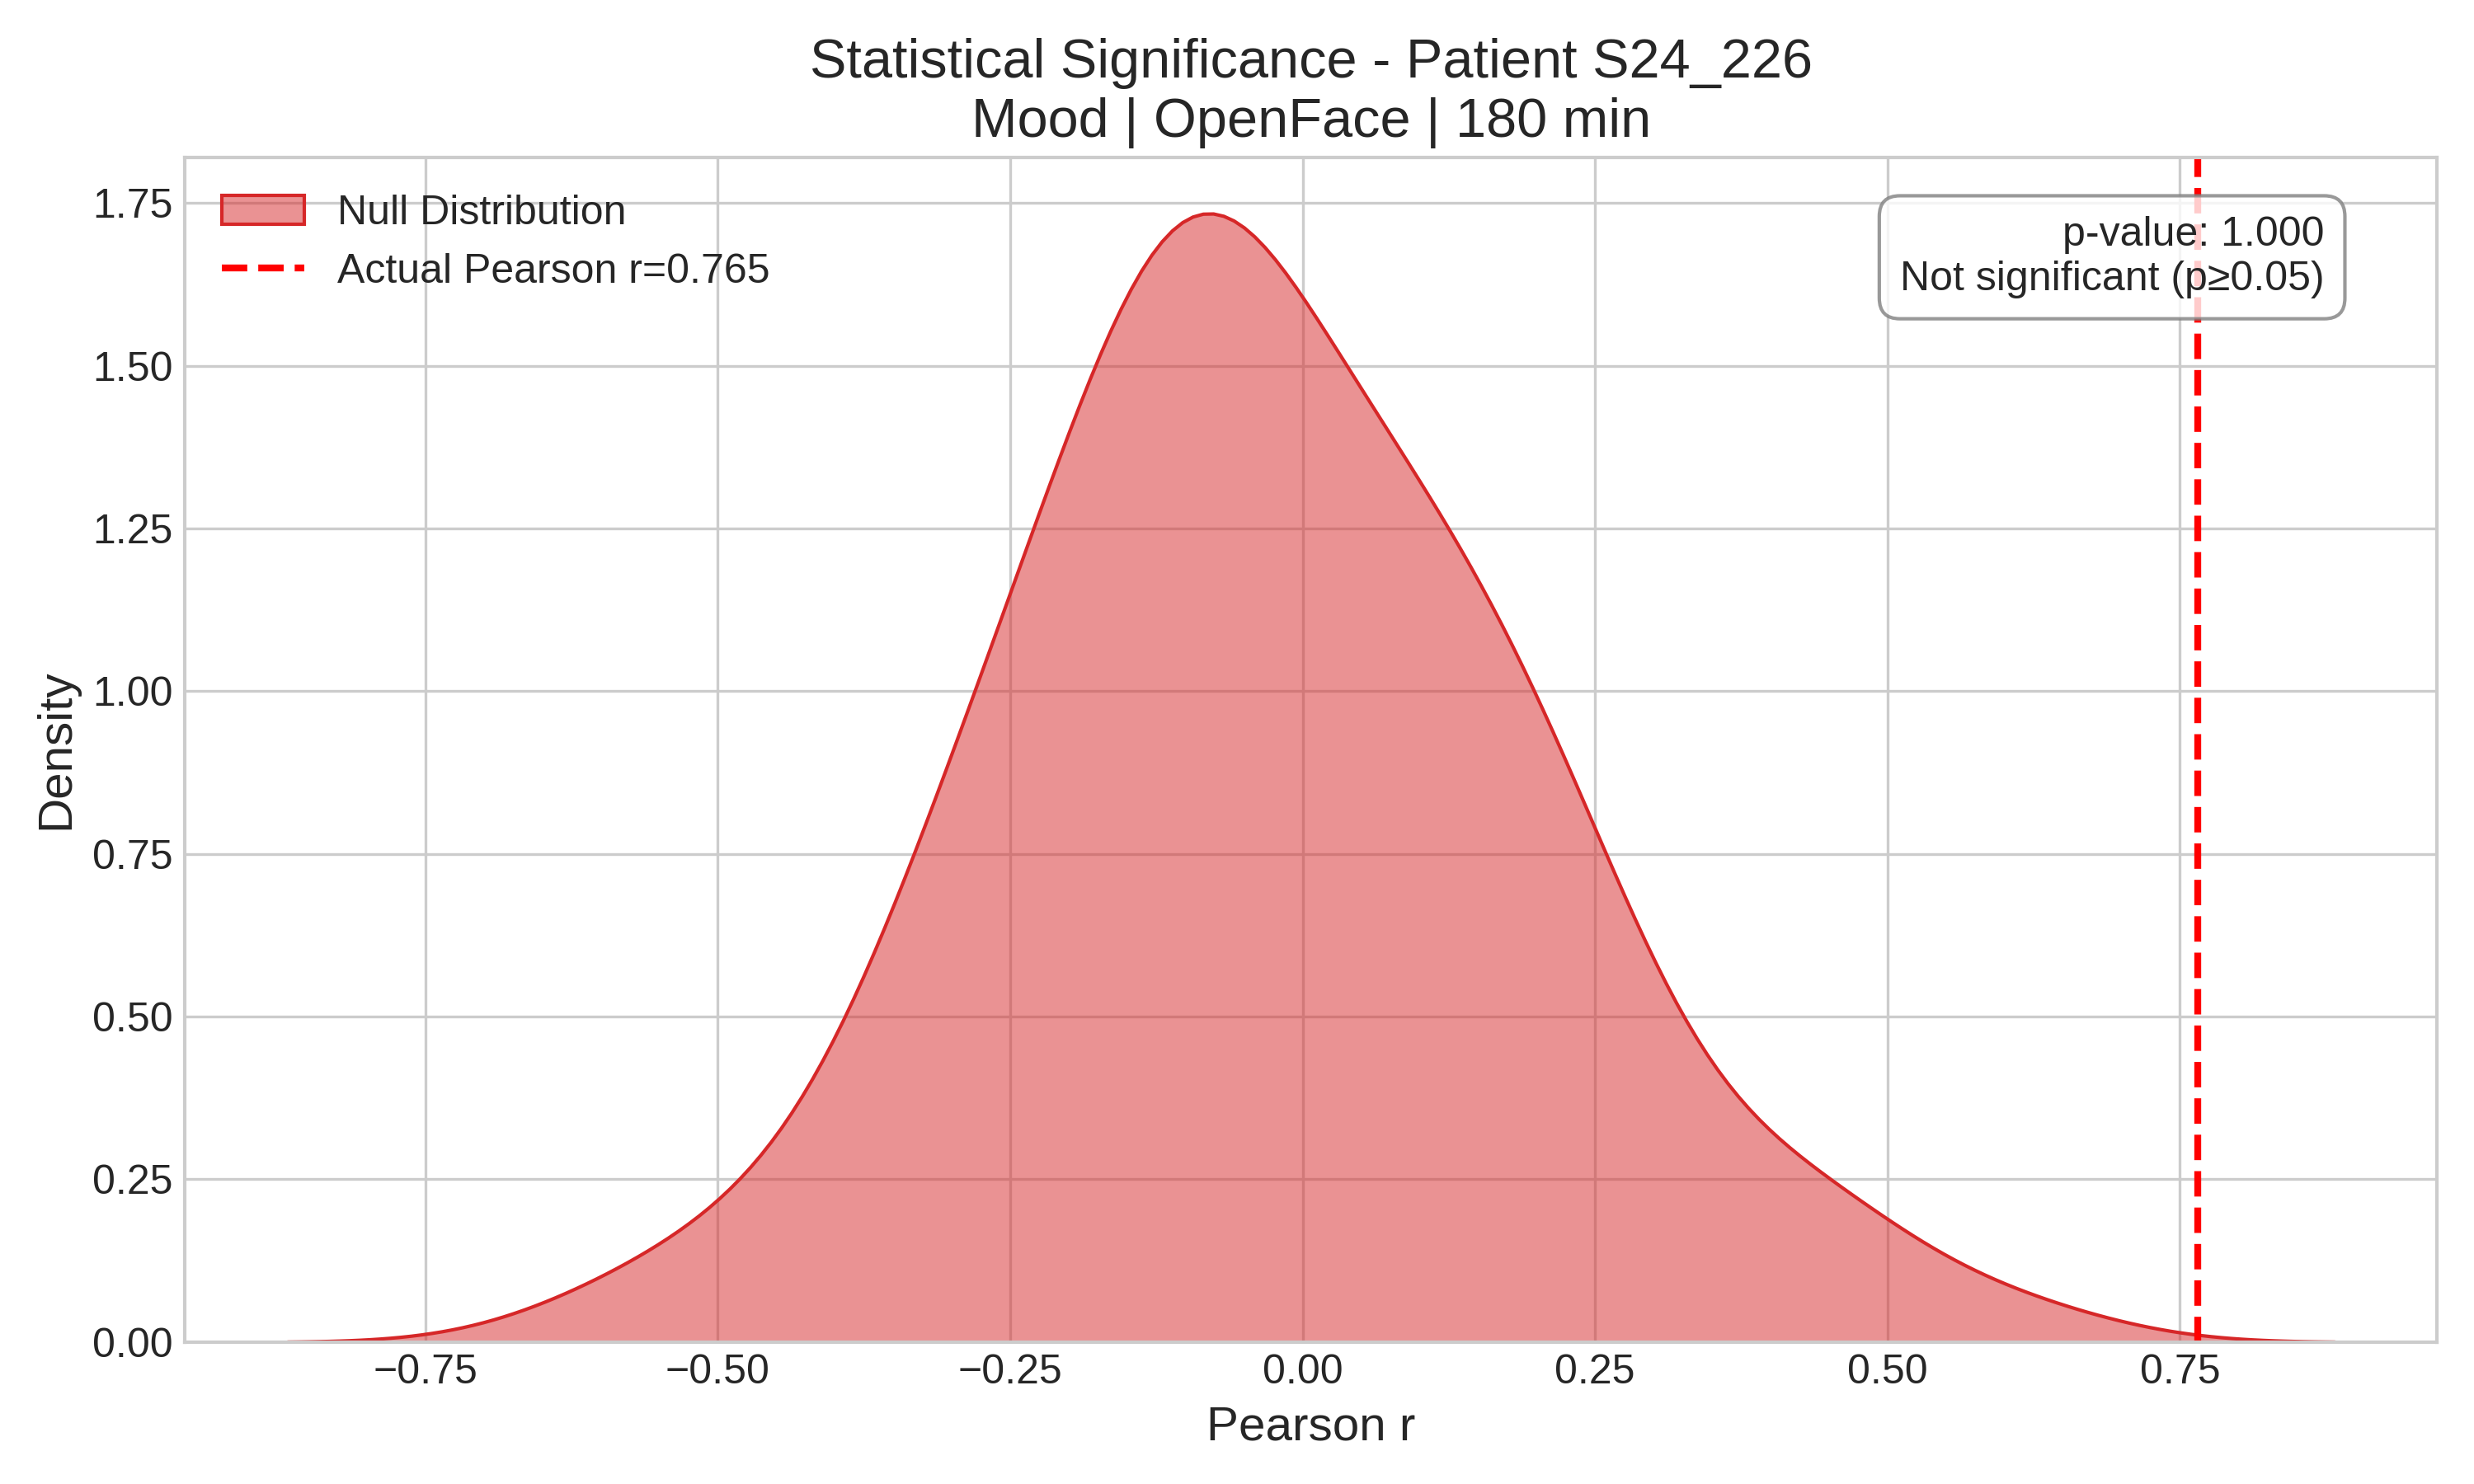 Statistical Significance - Patient S24_226
Mood | OpenFace | 180 min
Null Distribution
Actual Pearson r=0.765
p-value: 1.000
Not significant (p≥0.05)
Density
1.75
1.50
1.25
1.00
0.75
0.50
0.25
0.00
−0.75
−0.50
−0.25
0.00
0.25
0.50
0.75
Pearson r